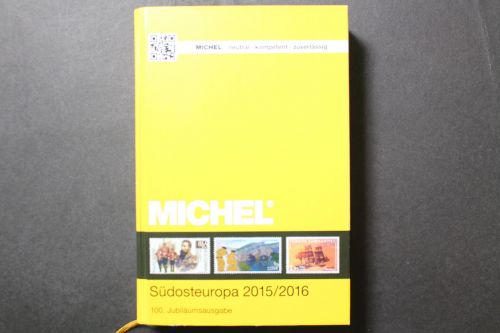 MICHEL neutral · kompetent · zuverlässig
MICHEL®
Südosteuropa 2015/2016
100. Jubiläumsausgabe